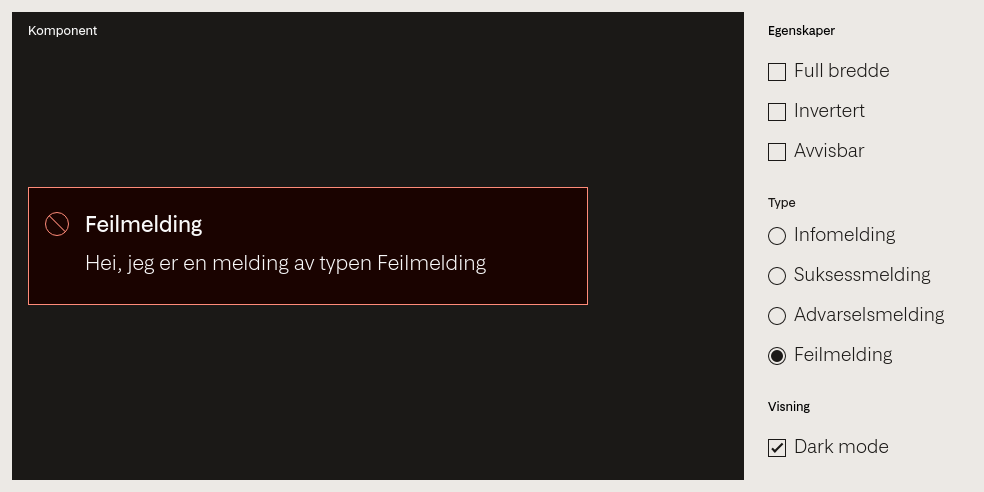 Komponent
Feilmelding
Hei, jeg er en melding av typen Feilmelding
Egenskaper
Full bredde
Invertert
Avvisbar
Type
Infomelding
Suksessmelding
Advarselsmelding
Feilmelding
Visning
Dark mode